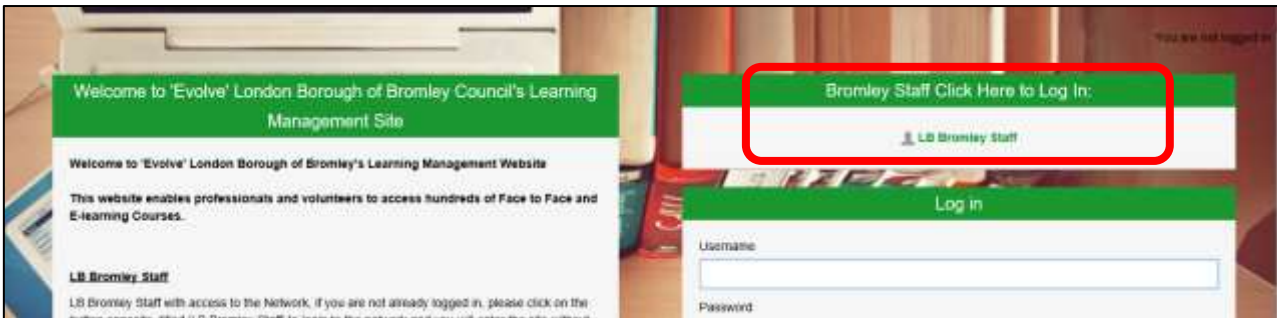 You are not logged in
Welcome to 'Evolve' London Borough of Bromley Council's Learning
Management Site
Welcome to 'Evolve' London Borough of Bromley's Learning Management Website
This website enables professionals and volunteers to access hundreds of Face to Face and
E-learning Courses.
LB Bromley Staff
LB Bromley Staff with access to the Network, if you are not already logged in, please click on the
Bromley Staff Click Here to Log In:
LB Bromley Staff
Log in
Username
Password